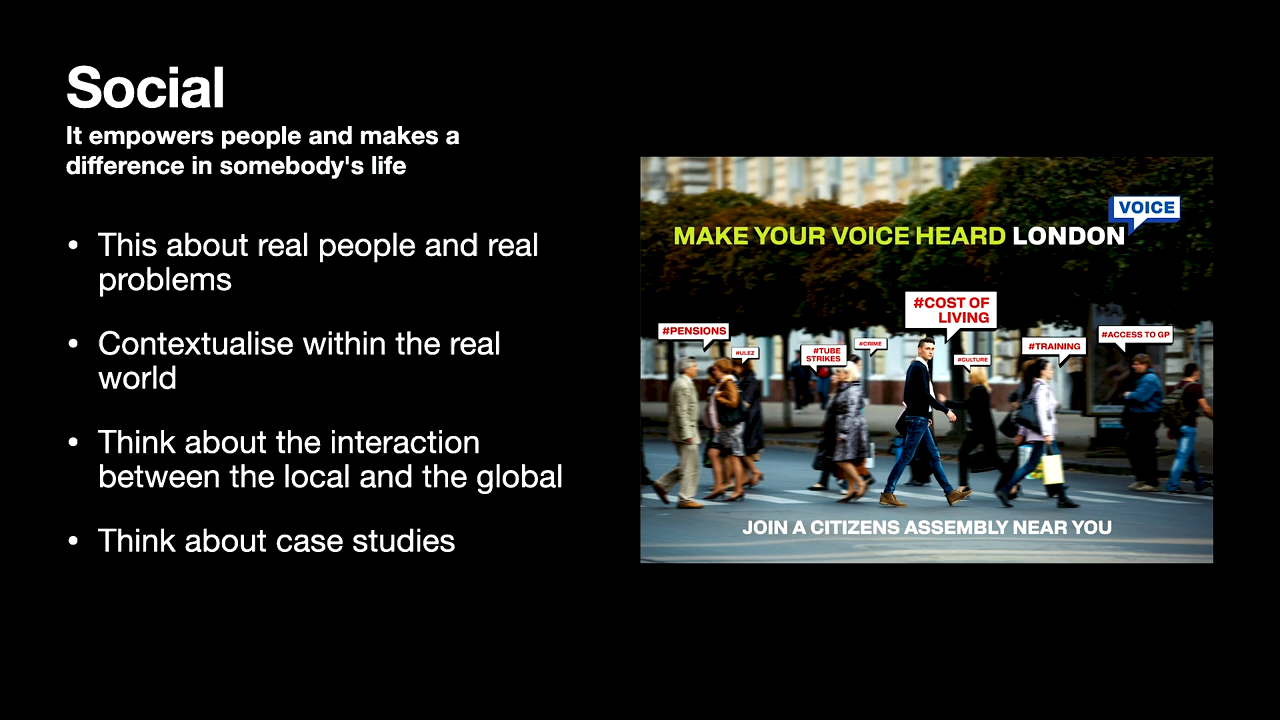 Social
It empowers people and makes a
difference in somebody's life
• This about real people and real
problems
• Contextualise within the real
world
• Think about the interaction
between the local and the global
• Think about case studies
VOICE
MAKE YOUR VOICE HEARD LONDON
#COST OF
LIVING
#PENSIONS
#ULEZ
#TUBE
STRIKES
#CRIME
#CULTURE
#TRAINING
#ACCESS TO GP
JOIN A CITIZENS ASSEMBLY NEAR YOU